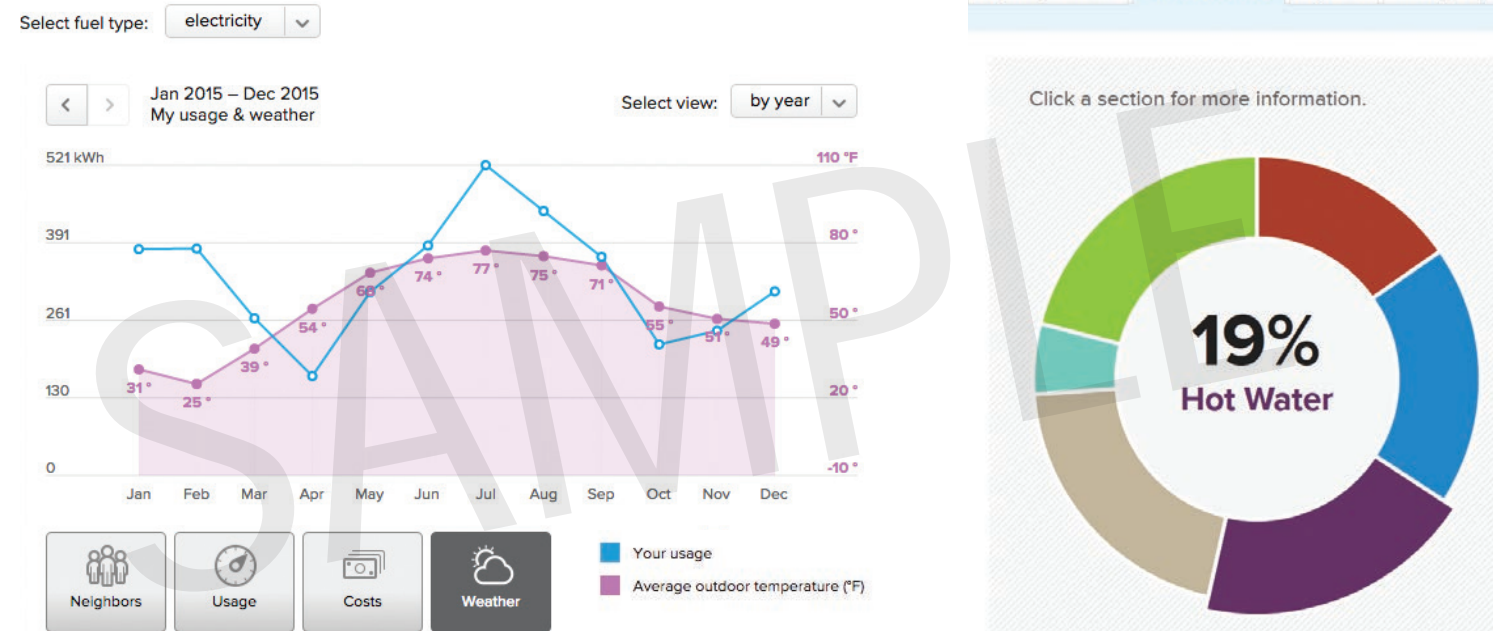 Select fuel type: electricity
Jan 2015 – Dec 2015
My usage & weather
Select view: by year
521 kWh
110 °F
391
80 °
261
50 °
130
20 °
0
-10 °
31 °
25 °
39 °
54 °
74 °
77 °
75 °
71 °
55 °
51 °
49 °
Jan Feb Mar Apr May Jun Jul Aug Sep Oct Nov Dec
Neighbors
Usage
Costs
Weather
Your usage
Average outdoor temperature (°F)
Click a section for more information.
19%
Hot Water
SAMPLE